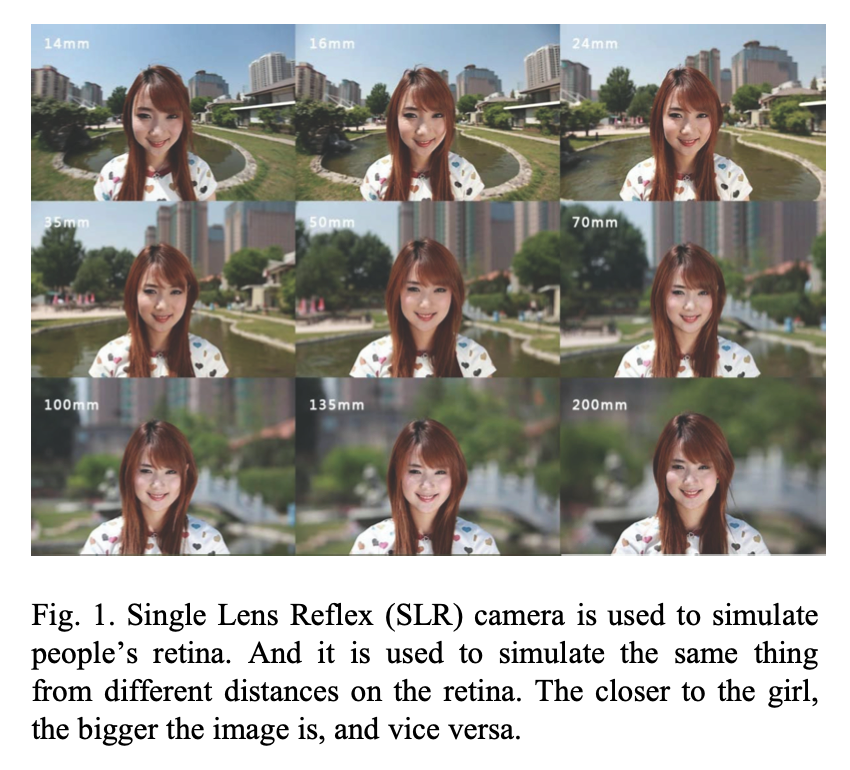 14mm
16mm
24mm
35mm
50mm
70mm
100mm
135mm
200mm
Fig. 1. Single Lens Reflex (SLR) camera is used to simulate
people’s retina. And it is used to simulate the same thing
from different distances on the retina. The closer to the girl,
the bigger the image is, and vice versa.